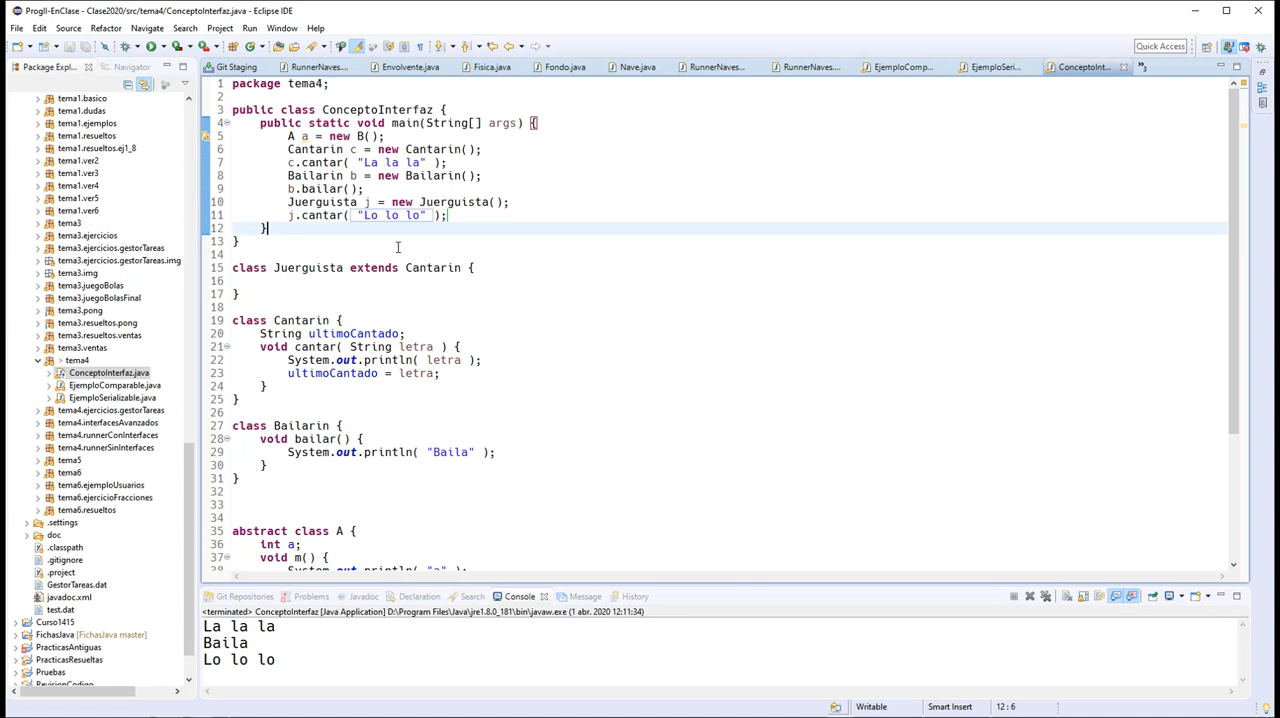 ProgII-EnClase - Clase2020/src/tema4/ConceptoInterfaz.java - Eclipse IDE
File Edit Source Refactor Navigate Search Project Run Window Help
Quick Access
Package Expl... Navigator
Git Staging RunnerNaves.... Envolvente.java Fisica.java Fondo.java Nave.java RunnerNaves.... RunnerNaves.... EjemploComp... EjemploSeri... ConceptoInt...
tema1.basico
tema1.dudas
tema1.ejemplos
tema1.resueltos
tema1.resueltos.ej1_8
tema1.ver2
tema1.ver3
tema1.ver4
tema1.ver5
tema1.ver6
tema3
tema3.ejercicios
tema3.ejercicios.gestorTareas
tema3.ejercicios.gestorTareas.img
tema3.img
tema3.juegoBolas
tema3.juegoBolasFinal
tema3.pong
tema3.resueltos.pong
tema3.resueltos.ventas
tema3.ventas
> tema4
ConceptoInterfaz.java
EjemploComparable.java
EjemploSerializable.java
tema4.ejercicios.gestorTareas
tema4.interfacesAvanzados
tema4.runnerConInterfaces
tema4.runnerSinInterfaces
tema5
tema6
tema6.ejemploUsuarios
tema6.ejercicioFracciones
tema6.resueltos
.settings
doc
.classpath
.gitignore
.project
GestorTareas.dat
javadoc.xml
test.dat
Curso1415
FichasJava [FichasJava master]
PracticasAntiguas
PracticasResueltas
Pruebas
RevisionCodigo
1 package tema4;
2
3 public class ConceptoInterfaz {
4 public static void main(String[] args) {
5 A a = new B();
6 Cantarin c = new Cantarin();
7 c.cantar( "La la la" );
8 Bailarin b = new Bailarin();
9 b.bailar();
10 Juerguista j = new Juerguista();
11 j.cantar( "Lo lo lo" );
12 }
13 }
14
15 class Juerguista extends Cantarin {
16
17 }
18
19 class Cantarin {
20 String ultimoCantado;
21 void cantar( String letra ) {
22 System.out.println( letra );
23 ultimoCantado = letra;
24 }
25 }
26
27 class Bailarin {
28 void bailar() {
29 System.out.println( "Baila" );
30 }
31 }
32
33
34
35 abstract class A {
36 int a;
37 void m() {
38 System.out.println( "a" );
Git Repositories Problems Javadoc Declaration Search Console Message History
<terminated> ConceptoInterfaz [Java Application] D:\Program Files\Java\jre1.8.0_181\bin\javaw.exe (1 abr. 2020 12:11:34)
La la la
Baila
Lo lo lo
Writable Smart Insert 12 : 6